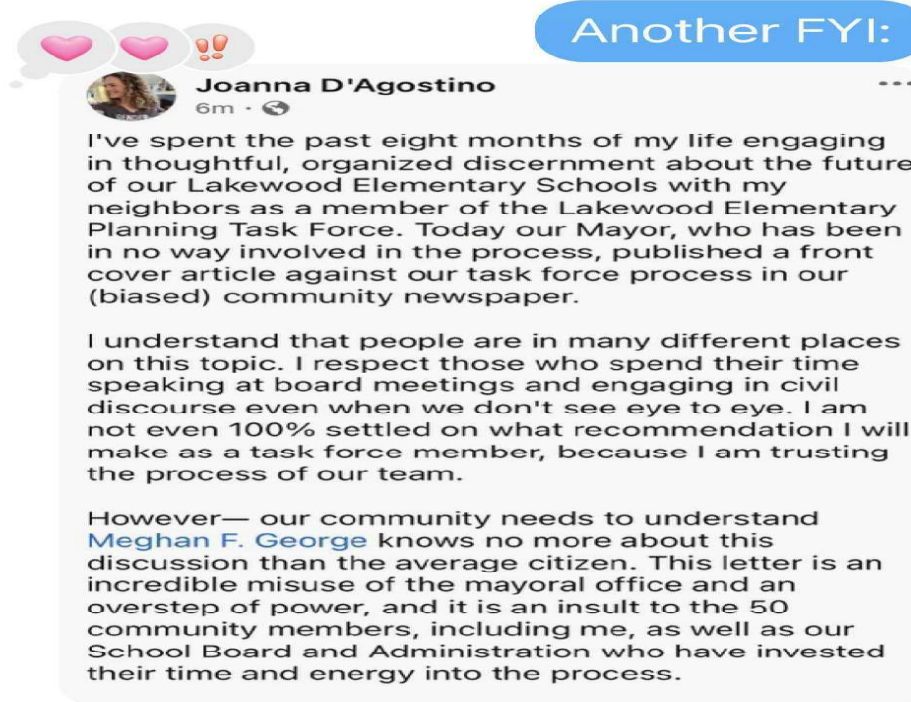 Another FYI:
Joanna D'Agostino
6m ·
I've spent the past eight months of my life engaging
in thoughtful, organized discernment about the future
of our Lakewood Elementary Schools with my
neighbors as a member of the Lakewood Elementary
Planning Task Force. Today our Mayor, who has been
in no way involved in the process, published a front
cover article against our task force process in our
(biased) community newspaper.
I understand that people are in many different places
on this topic. I respect those who spend their time
speaking at board meetings and engaging in civil
discourse even when we don't see eye to eye. I am
not even 100% settled on what recommendation I will
make as a task force member, because I am trusting
the process of our team.
However— our community needs to understand
Meghan F. George knows no more about this
discussion than the average citizen. This letter is an
incredible misuse of the mayoral office and an
overstep of power, and it is an insult to the 50
community members, including me, as well as our
School Board and Administration who have invested
their time and energy into the process.